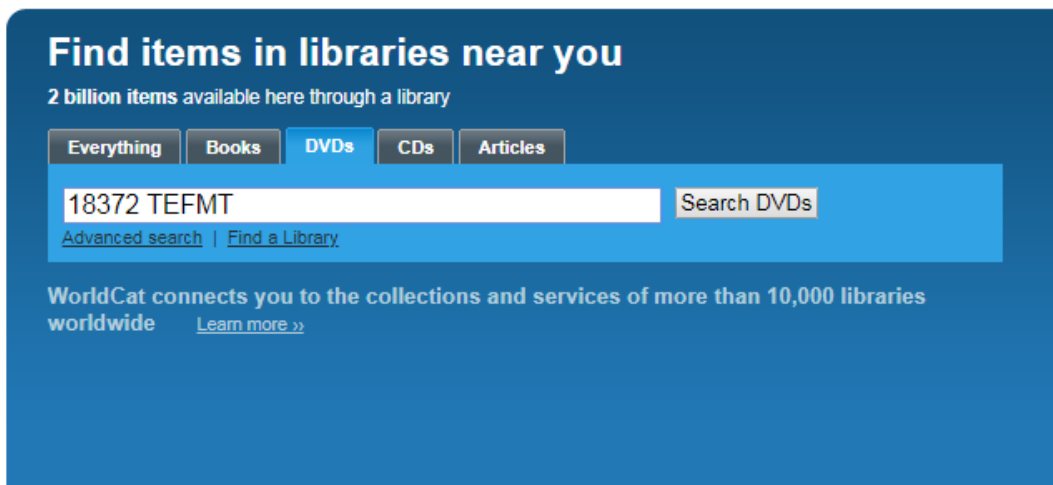 Find items in libraries near you
2 billion items available here through a library
Everything Books DVDs CDs Articles
18372 TEFMT Search DVDs
Advanced search | Find a Library
WorldCat connects you to the collections and services of more than 10,000 libraries
worldwide Learn more ››